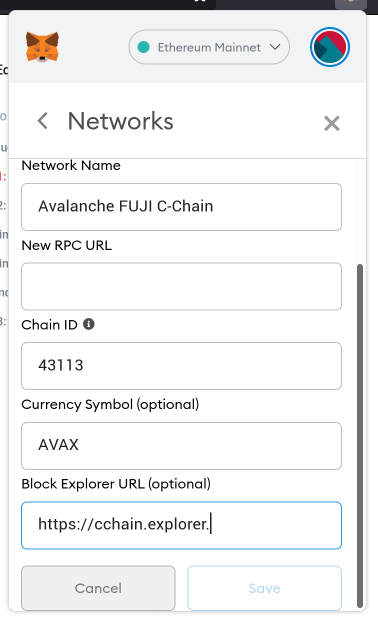 Ethereum Mainnet
Networks
Network Name
Avalanche FUJI C-Chain
New RPC URL
Chain ID
43113
Currency Symbol (optional)
AVAX
Block Explorer URL (optional)
https://cchain.explorer.
Cancel
Save